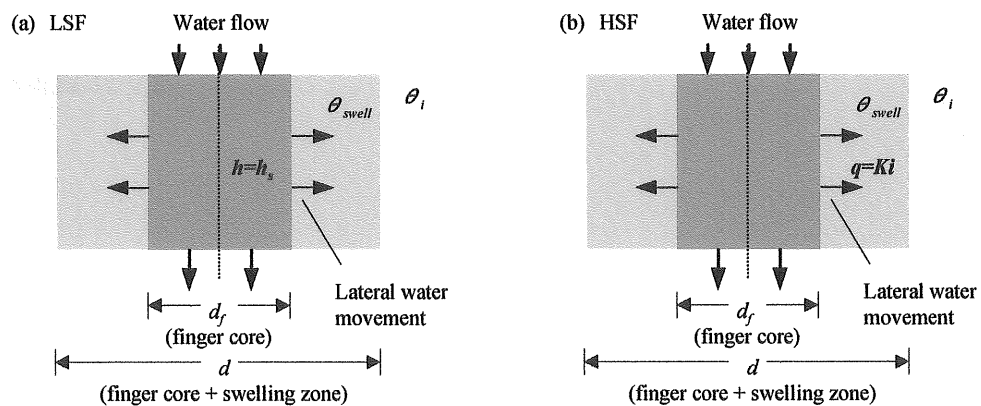 (a) LSF
Water flow
θswell
θi
h=hs
Lateral water
movement
df
(finger core)
d
(finger core + swelling zone)
(b) HSF
Water flow
θswell
θi
q=Ki
Lateral water
movement
df
(finger core)
d
(finger core + swelling zone)